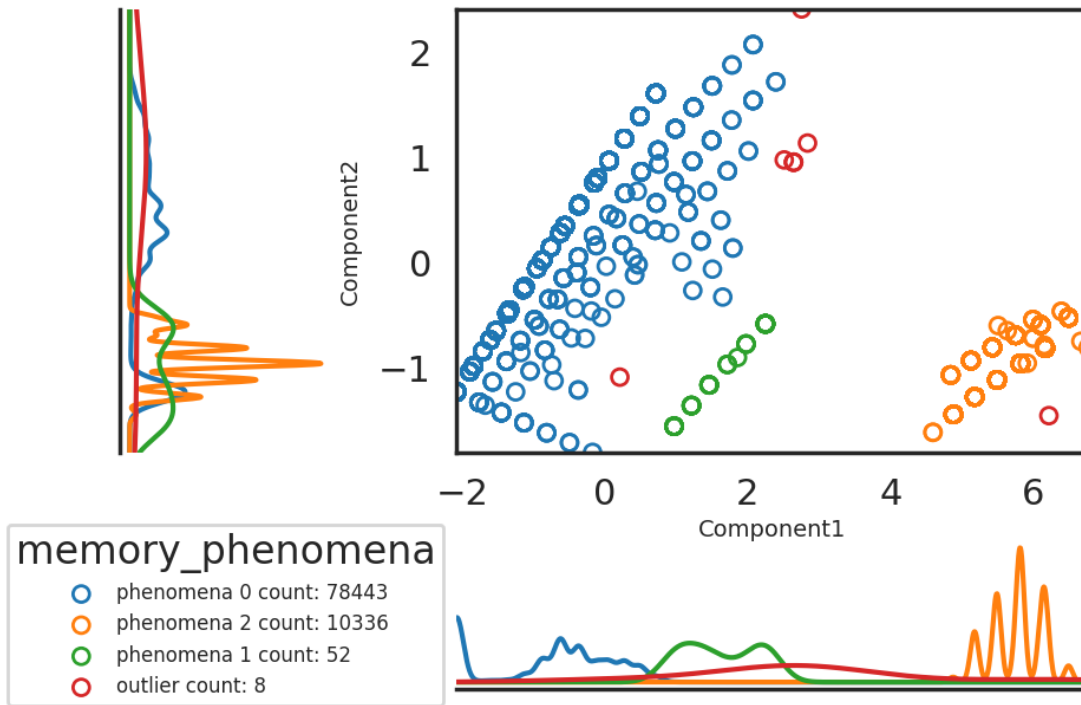 2
1
0
−1
Component2
−2
0
2
4
6
Component1
memory_phenomena
phenomena 0 count: 78443
phenomena 2 count: 10336
phenomena 1 count: 52
outlier count: 8